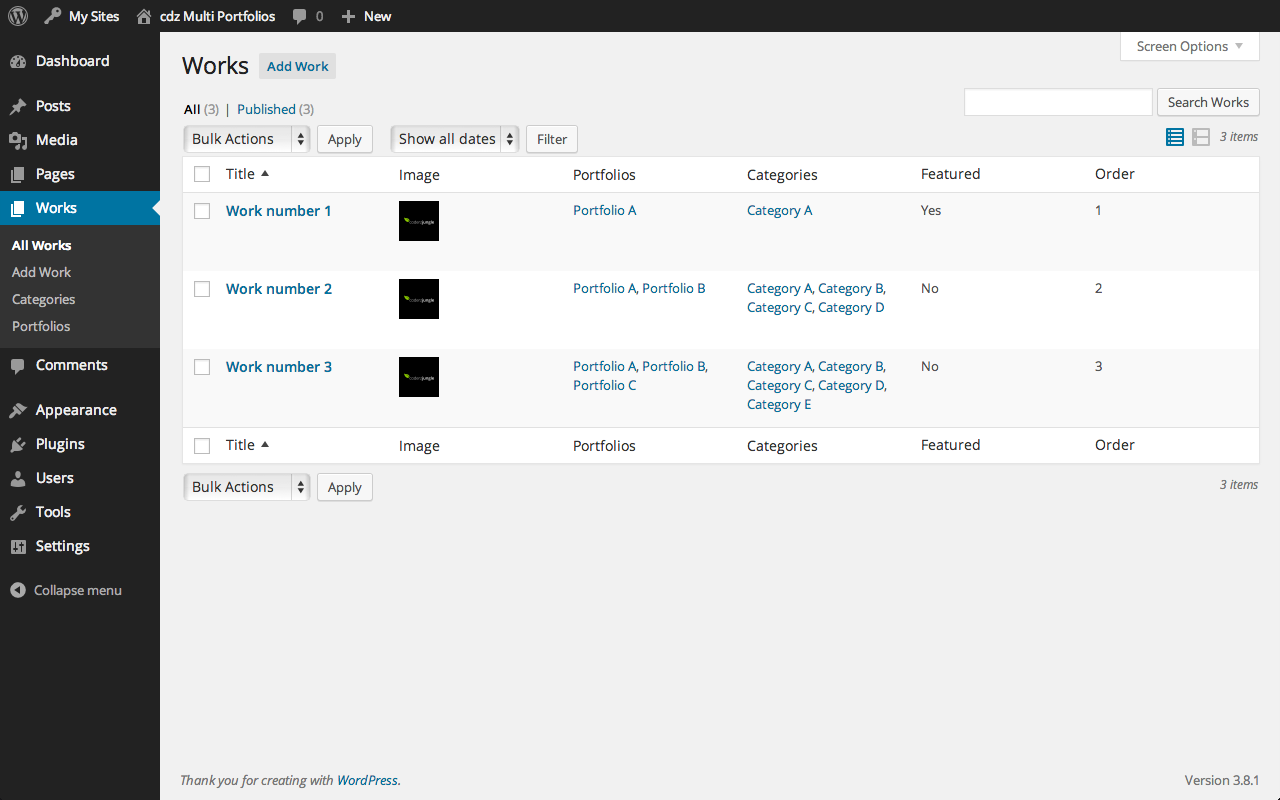 My Sites cdz Multi Portfolios 0 New
Dashboard
Posts
Media
Pages
Works
All Works
Add Work
Categories
Portfolios
Comments
Appearance
Plugins
Users
Tools
Settings
Collapse menu
Screen Options
Works Add Work
All (3) | Published (3)
Search Works
Bulk Actions Apply Show all dates Filter 3 items
Title Image Portfolios Categories Featured Order
Work number 1 Portfolio A Category A Yes 1
Work number 2 Portfolio A, Portfolio B Category A, Category B, No 2
Category C, Category D
Work number 3 Portfolio A, Portfolio B, Category A, Category B, No 3
Portfolio C Category C, Category D,
Category E
Title Image Portfolios Categories Featured Order
Bulk Actions Apply 3 items
Thank you for creating with WordPress. Version 3.8.1